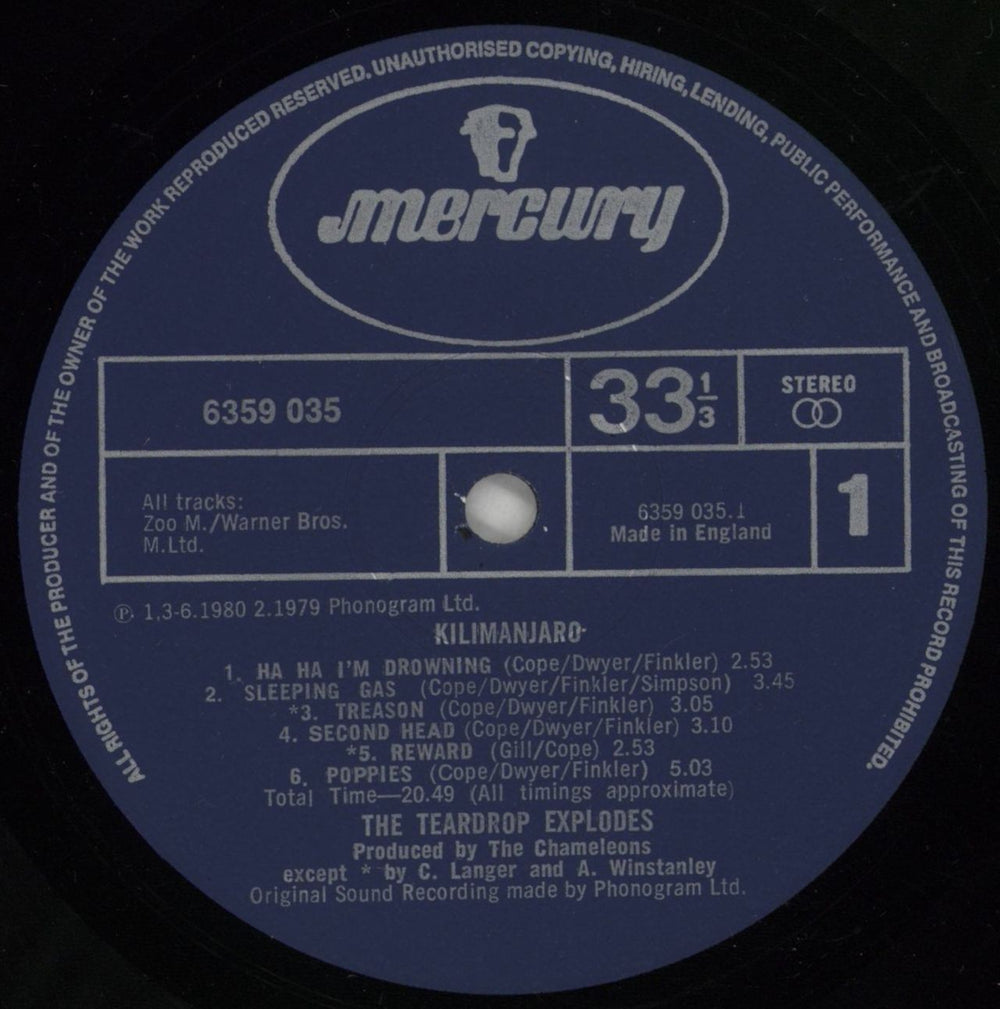 ALL RIGHTS OF THE PRODUCER AND OF THE OWNER OF THE WORK REPRODUCED RESERVED. UNAUTHORISED COPYING, HIRING, LENDING, PUBLIC PERFORMANCE AND BROADCASTING OF THIS RECORD PROHIBITED.
mercury
6359 035
33 1/3
STEREO
All tracks:
Zoo M./Warner Bros.
M.Ltd.
6359 035.1
Made in England
1
Ⓟ 1,3-6.1980 2.1979 Phonogram Ltd.
KILIMANJARO
1. HA HA I'M DROWNING (Cope/Dwyer/Finkler) 2.53
2. SLEEPING GAS (Cope/Dwyer/Finkler/Simpson) 3.45
*3. TREASON (Cope/Dwyer/Finkler) 3.05
4. SECOND HEAD (Cope/Dwyer/Finkler) 3.10
*5. REWARD (Gill/Cope) 2.53
6. POPPIES (Cope/Dwyer/Finkler) 5.03
Total Time—20.49 (All timings approximate)
THE TEARDROP EXPLODES
Produced by The Chameleons
except * by C. Langer and A. Winstanley
Original Sound Recording made by Phonogram Ltd.